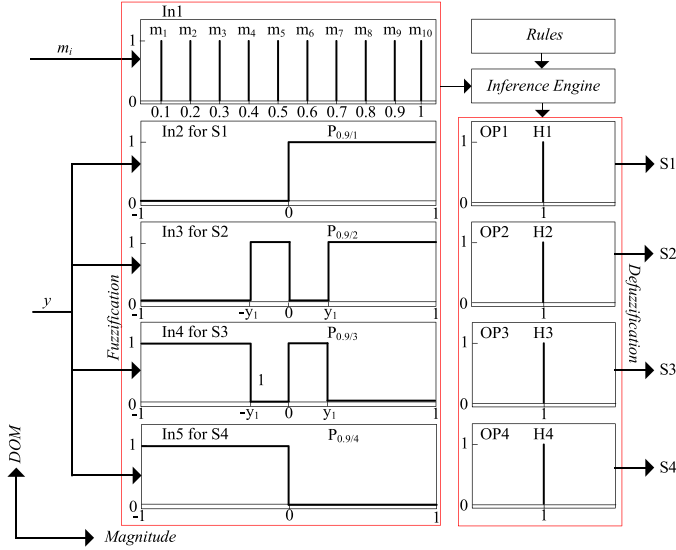 In1
m1 m2 m3 m4 m5 m6 m7 m8 m9 m10
1
0
0.1 0.2 0.3 0.4 0.5 0.6 0.7 0.8 0.9 1
mi
Rules
Inference Engine
In2 for S1 P0.9/1
1
0
-1 0 1
In3 for S2 P0.9/2
1
0
-1 -y1 0 y1 1
In4 for S3 P0.9/3
1
1
0
-1 -y1 0 y1 1
In5 for S4 P0.9/4
1
0
-1 0 1
y
Fuzzification
DOM
Magnitude
OP1 H1
1
0
1
S1
OP2 H2
1
0
1
S2
OP3 H3
1
0
1
S3
OP4 H4
1
0
1
S4
Defuzzification